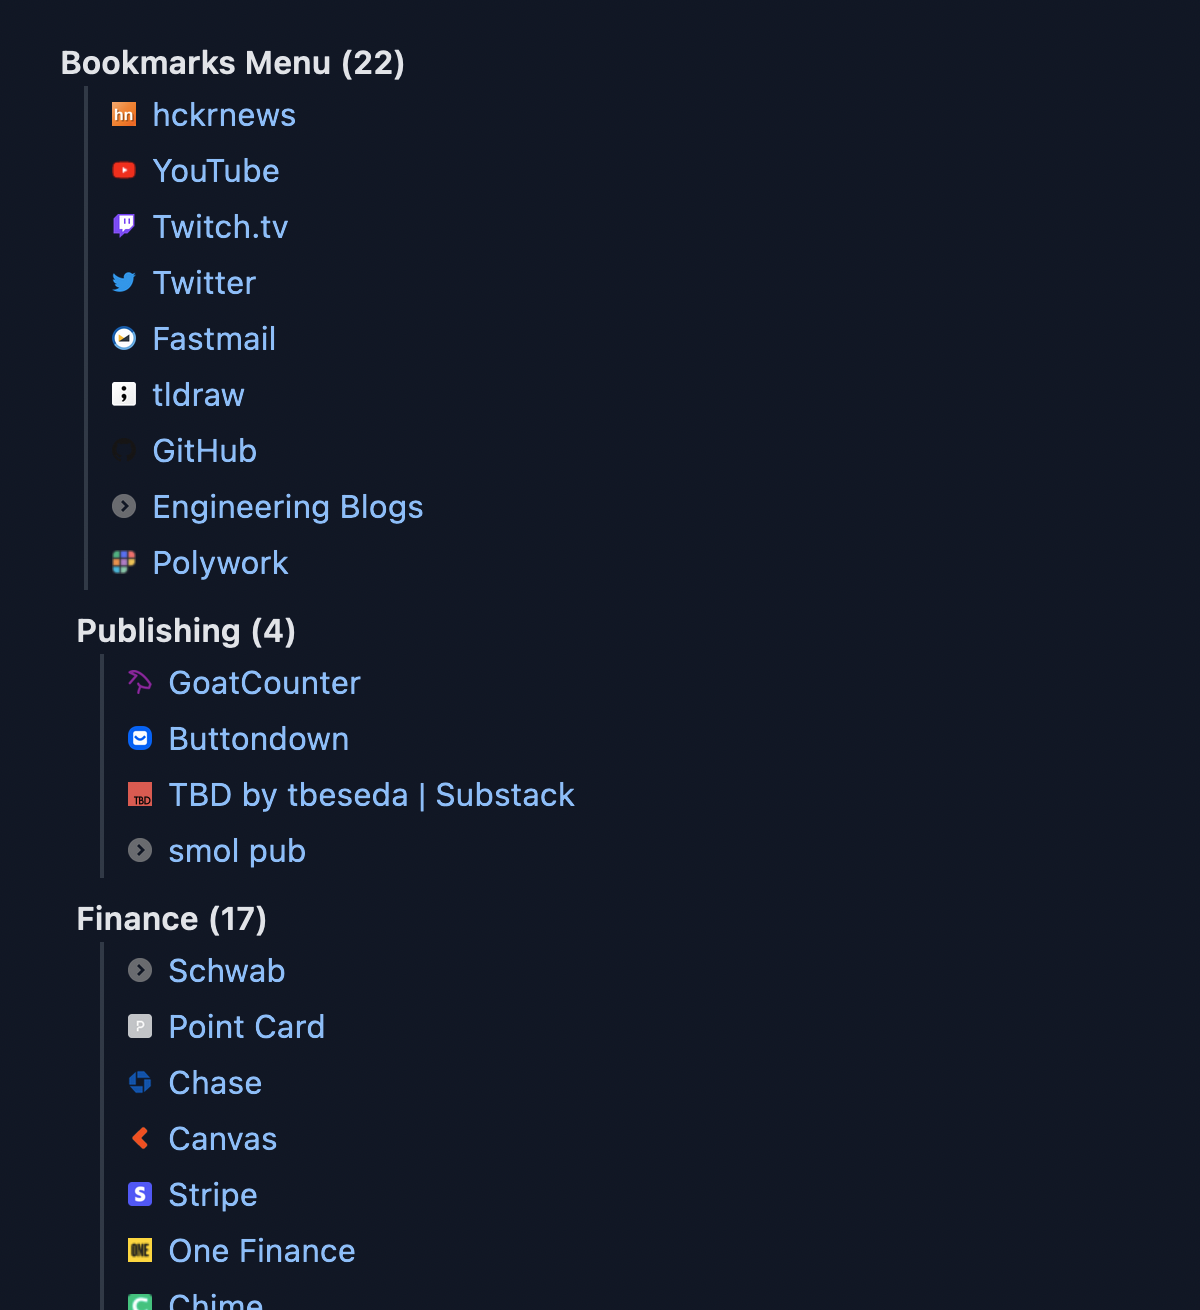 Bookmarks Menu (22)
hn hckrnews
YouTube
Twitch.tv
Twitter
Fastmail
tldraw
GitHub
Engineering Blogs
Polywork
Publishing (4)
GoatCounter
Buttondown
TBD TBD by tbeseda | Substack
smol pub
Finance (17)
Schwab
P Point Card
Chase
Canvas
S Stripe
ONE One Finance
C Chime